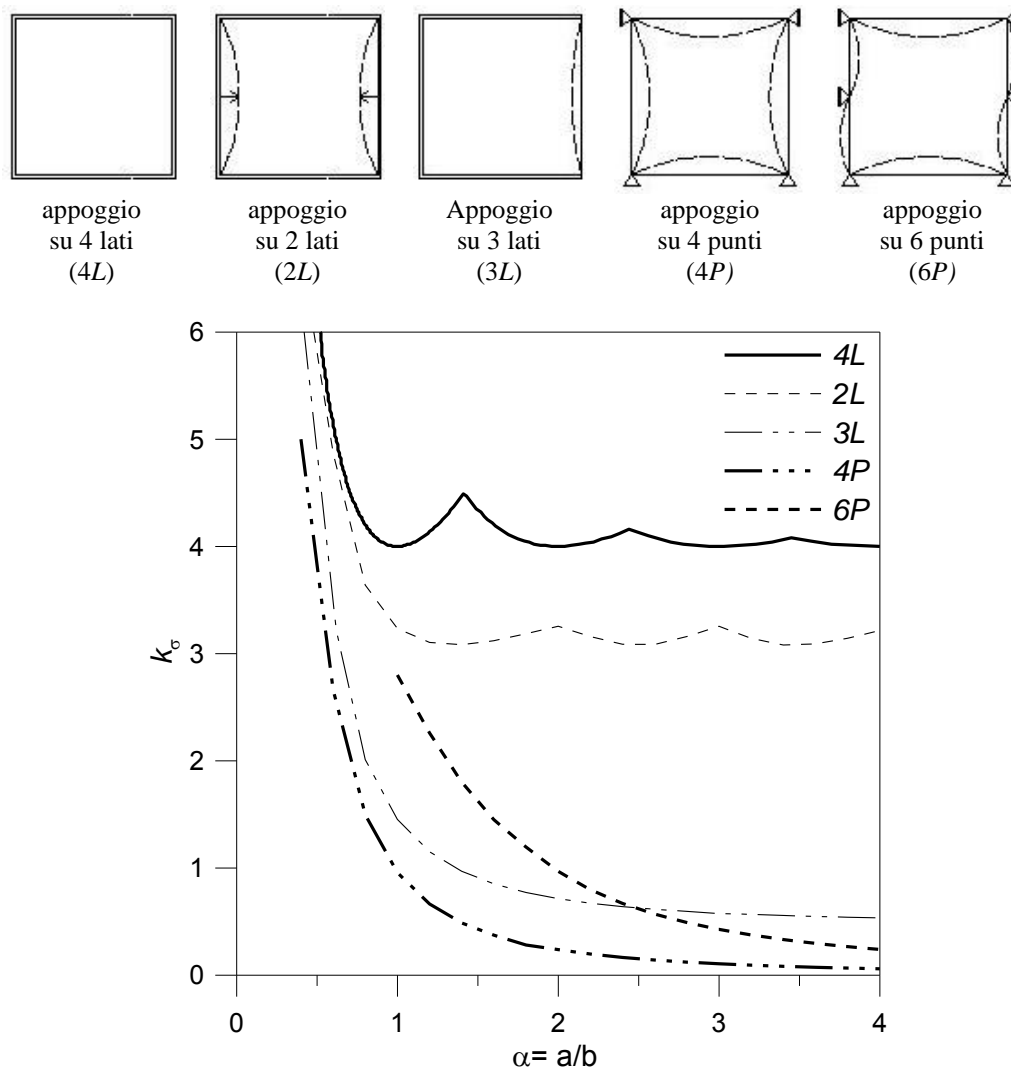 appoggio
su 4 lati
(4L)
appoggio
su 2 lati
(2L)
Appoggio
su 3 lati
(3L)
appoggio
su 4 punti
(4P)
appoggio
su 6 punti
(6P)
6
5
4
3
2
1
0
kσ
4L
2L
3L
4P
6P
0 1 2 3 4
α= a/b